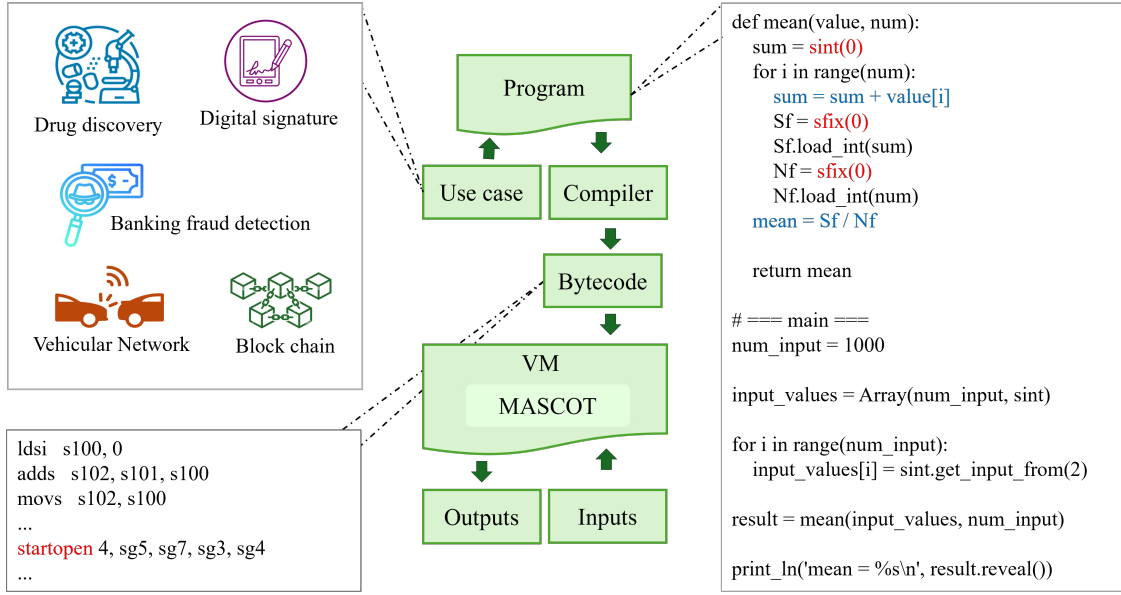 Drug discovery
Digital signature
$ -
Banking fraud detection
Vehicular Network
Block chain
Program
Use case
Compiler
Bytecode
VM
MASCOT
Outputs
Inputs
ldsi s100, 0
adds s102, s101, s100
movs s102, s100
...
startopen 4, sg5, sg7, sg3, sg4
...
def mean(value, num):
sum = sint(0)
for i in range(num):
sum = sum + value[i]
Sf = sfix(0)
Sf.load_int(sum)
Nf = sfix(0)
Nf.load_int(num)
mean = Sf / Nf
return mean
# === main ===
num_input = 1000
input_values = Array(num_input, sint)
for i in range(num_input):
input_values[i] = sint.get_input_from(2)
result = mean(input_values, num_input)
print_ln('mean = %s\n', result.reveal())